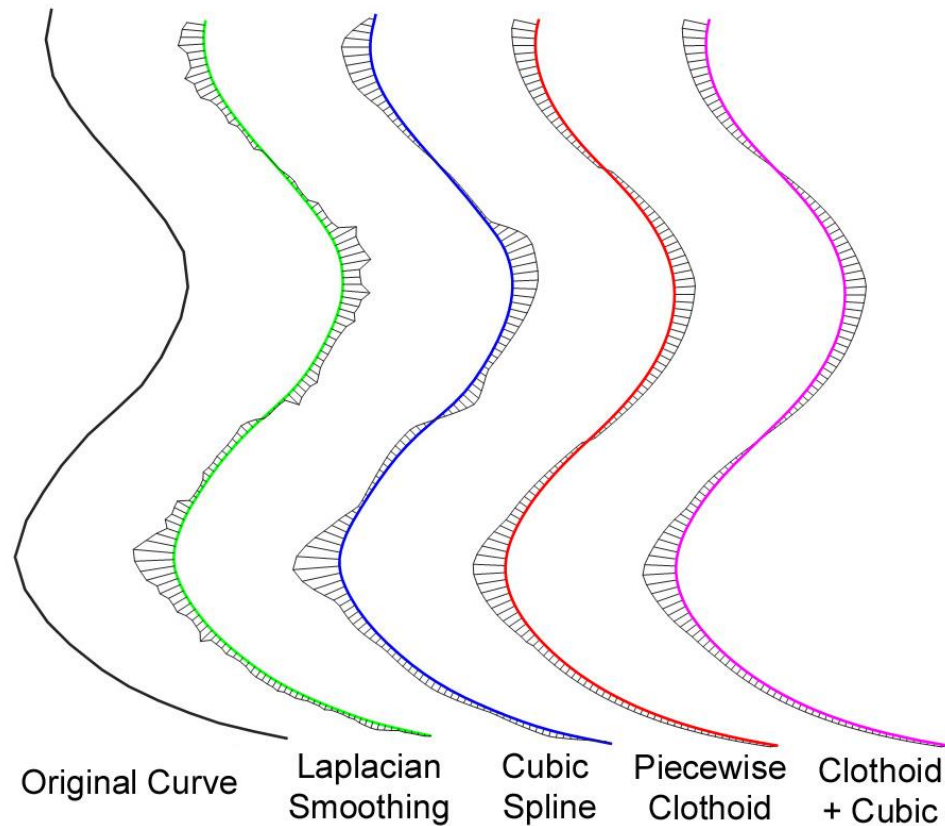 Original Curve
Laplacian
Smoothing
Cubic
Spline
Piecewise
Clothoid
Clothoid
+ Cubic